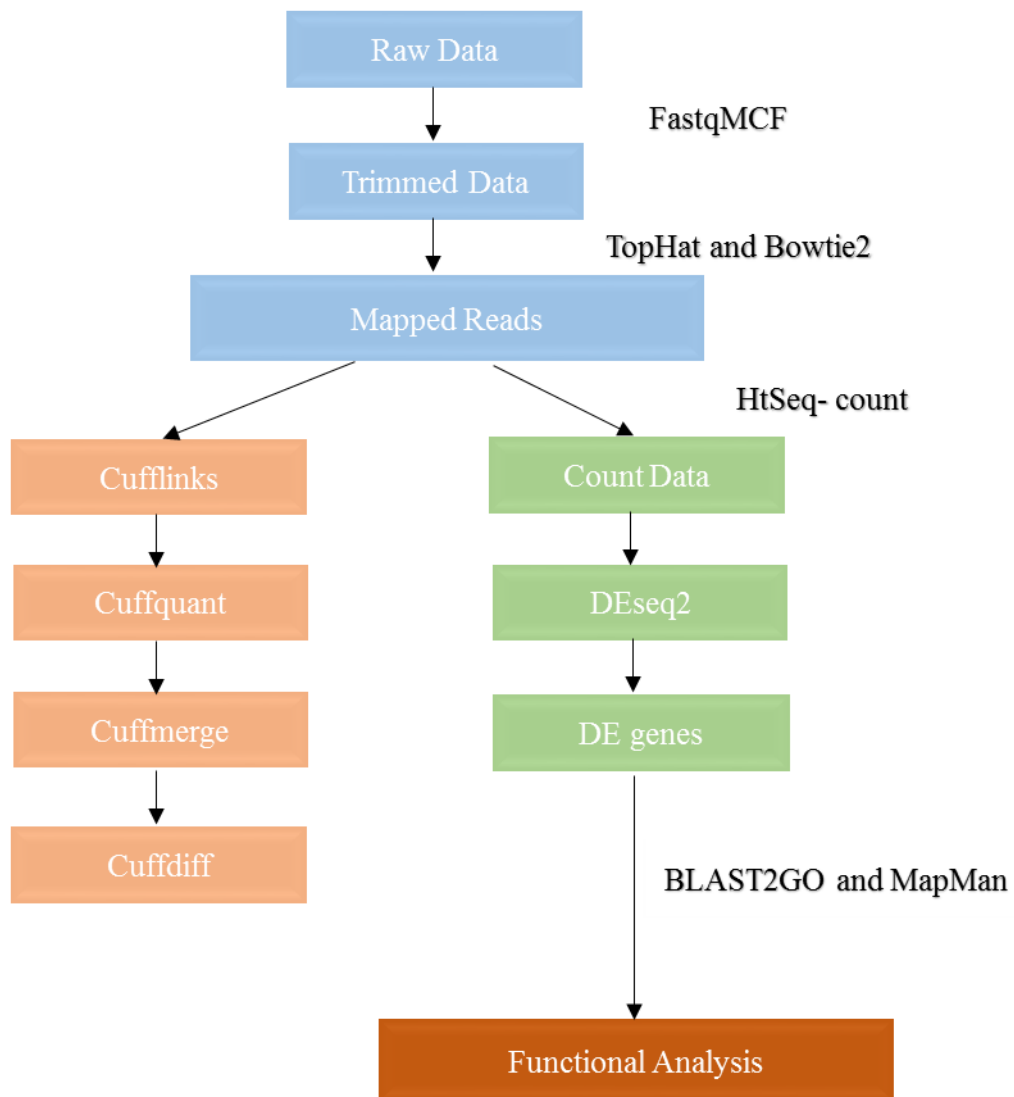 Raw Data
FastqMCF
Trimmed Data
TopHat and Bowtie2
Mapped Reads
HtSeq- count
Cufflinks
Count Data
Cuffquant
DEseq2
Cuffmerge
DE genes
Cuffdiff
BLAST2GO and MapMan
Functional Analysis